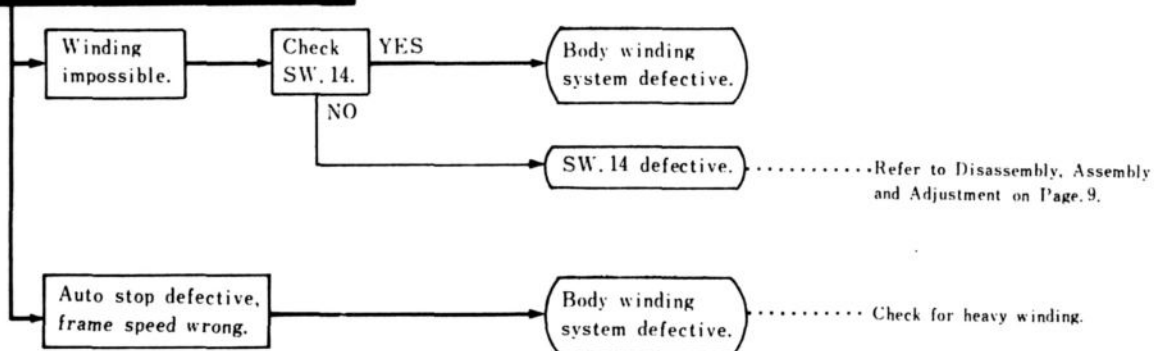 Winding
impossible.
Check
SW. 14.
YES
NO
Body winding
system defective.
SW. 14 defective.
Refer to Disassembly, Assembly
and Adjustment on Page. 9.
Auto stop defective,
frame speed wrong.
Body winding
system defective.
Check for heavy winding.